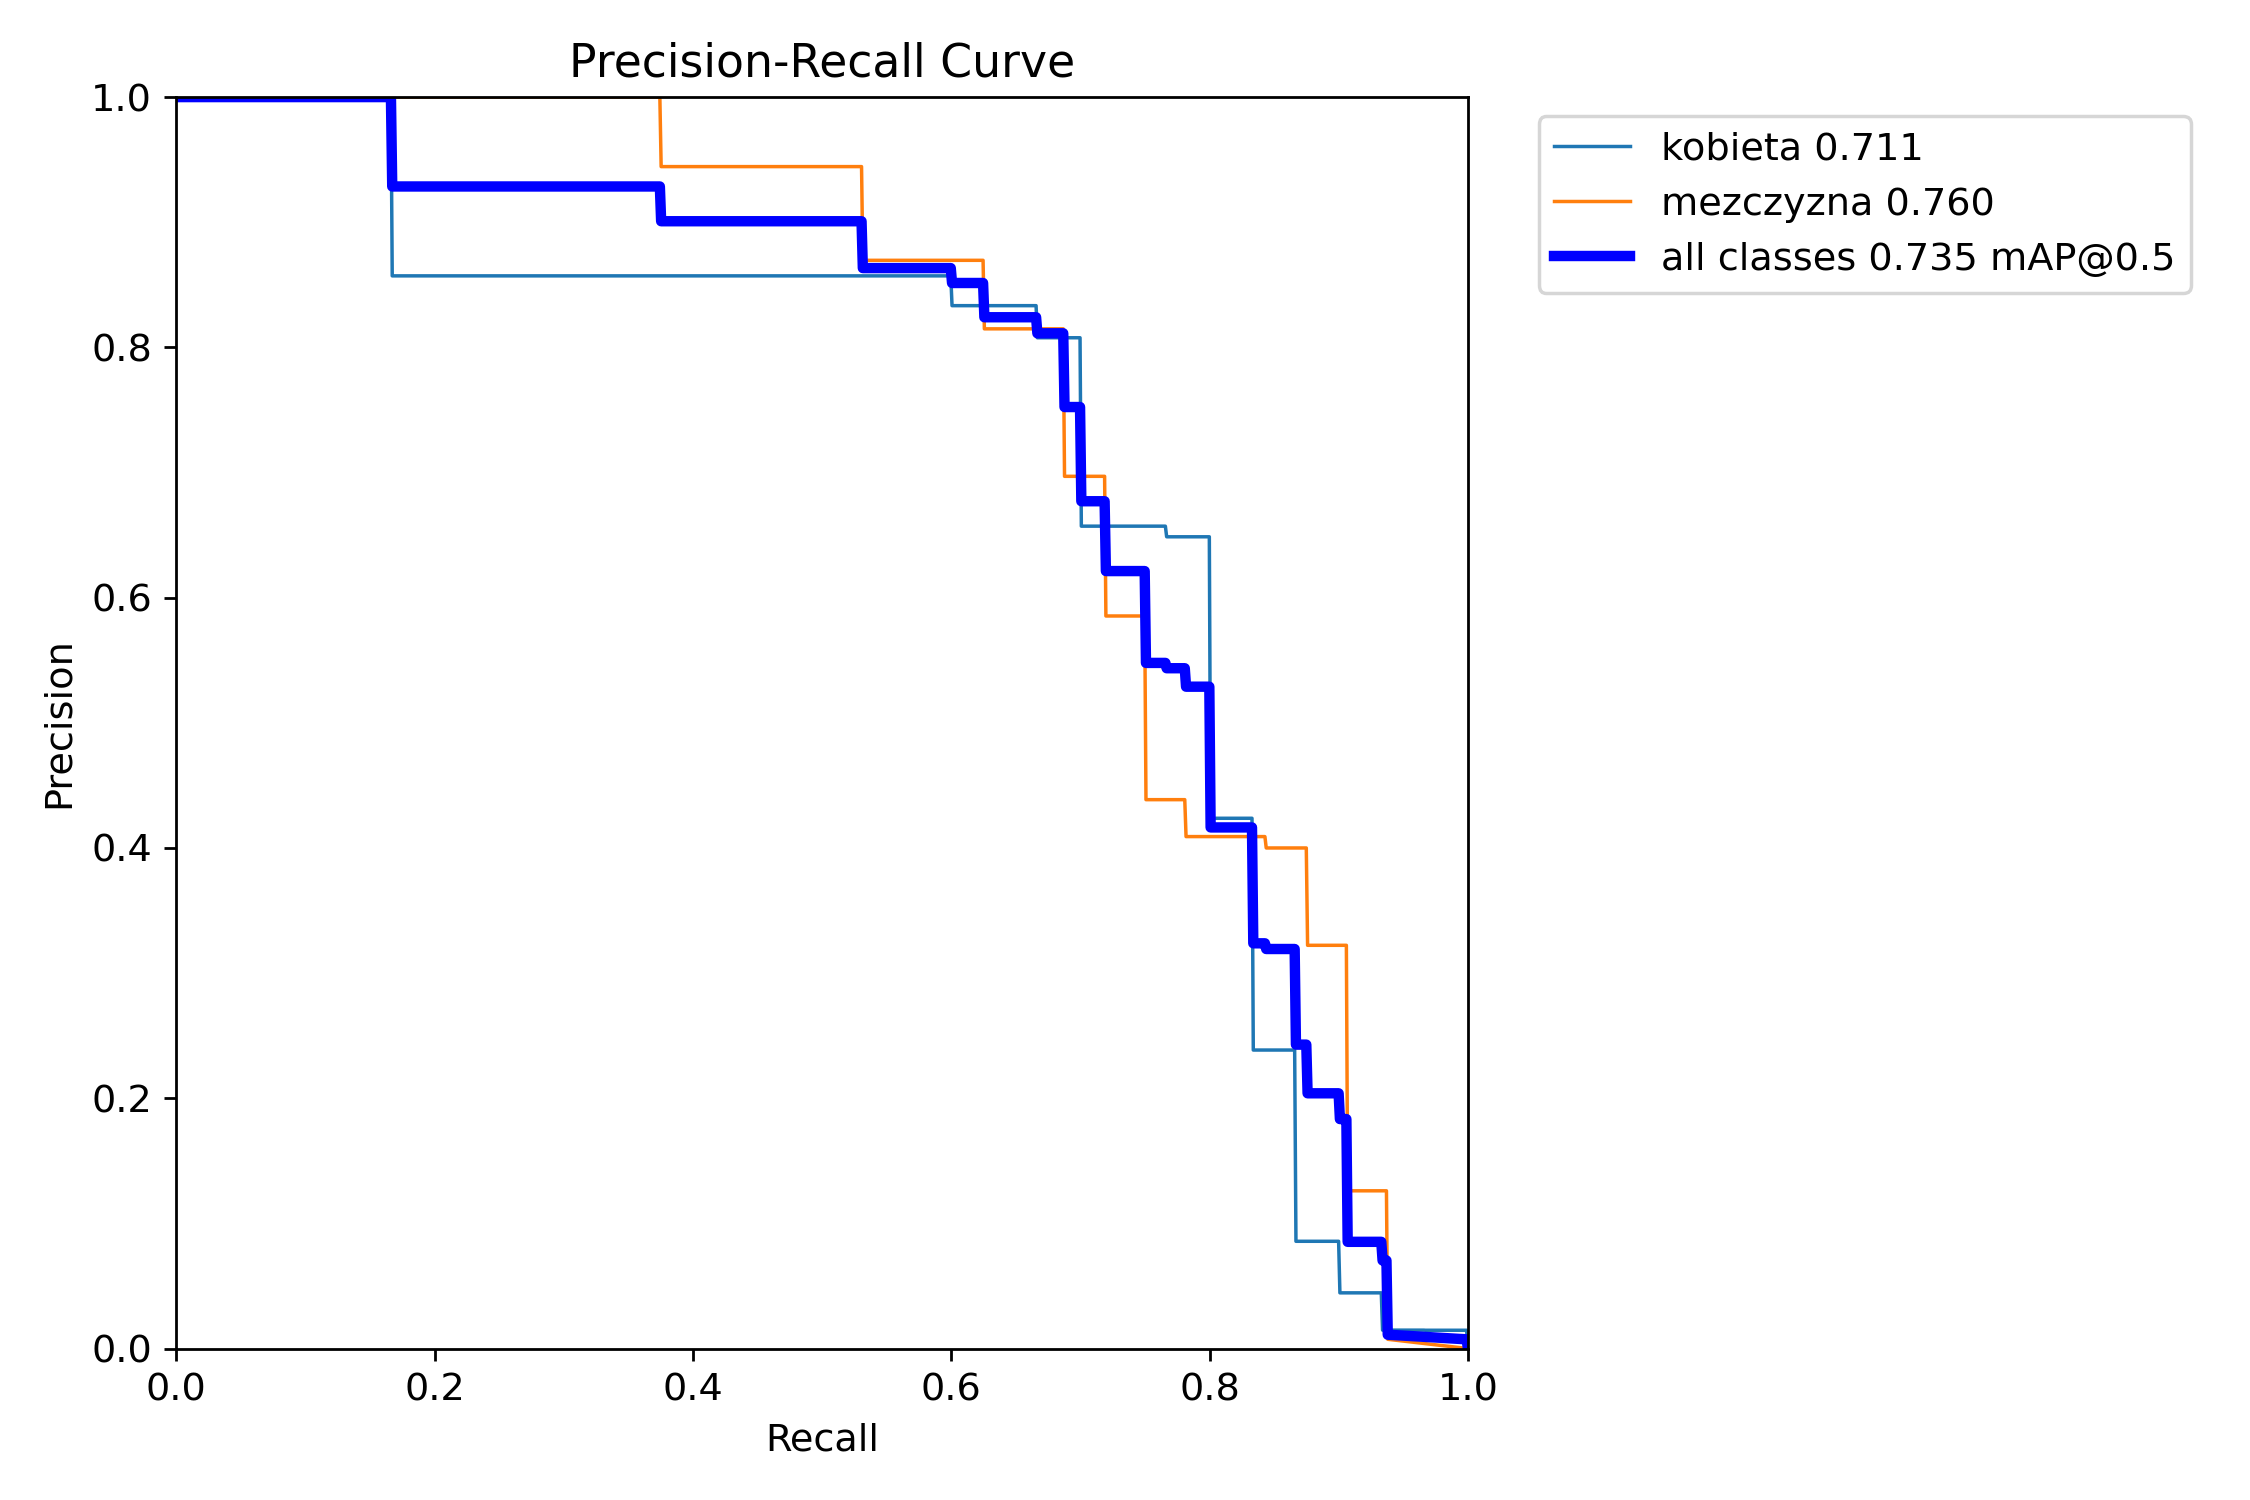 Precision-Recall Curve
1.0
0.8
0.6
0.4
0.2
0.0
Precision
0.0 0.2 0.4 0.6 0.8 1.0
Recall
kobieta 0.711
mezczyzna 0.760
all classes 0.735 mAP@0.5